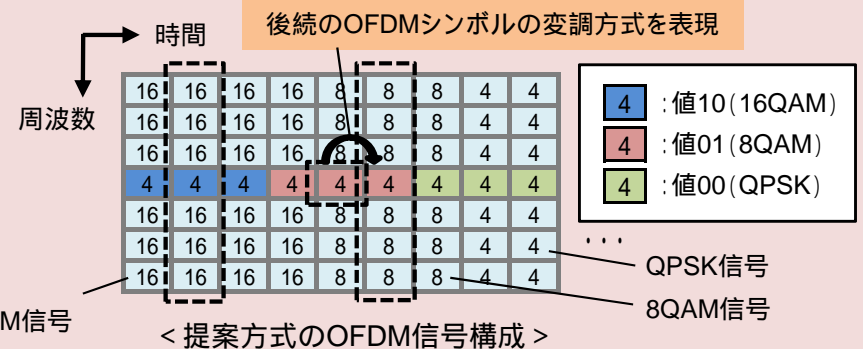 後続のOFDMシンボルの変調方式を表現
時間
周波数
16 16 16 16 8 8 8 4 4
16 16 16 16 8 8 8 4 4
16 16 16 16 8 8 8 4 4
4 4 4 4 4 4 4 4 4
16 16 16 16 8 8 8 4 4
16 16 16 16 8 8 8 4 4
16 16 16 16 8 8 8 4 4
4 :値10(16QAM)
4 :値01(8QAM)
4 :値00(QPSK)
・・・
QPSK信号
8QAM信号
M信号
<提案方式のOFDM信号構成>